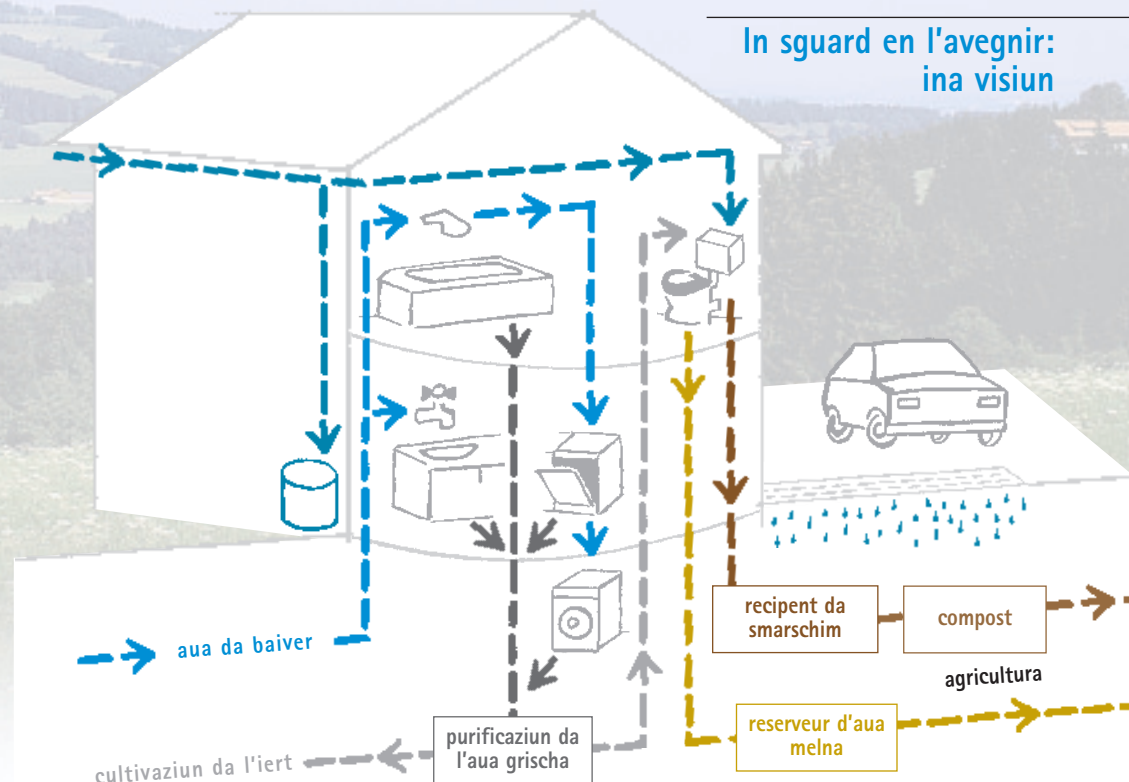 In sguard en l'avegnir:
ina visiun
aua da baiver
recipent da
smarschim
compost
agricultura
reserveur d'aua
melna
purificaziun da
l'aua grischa
cultivaziun da l'iert